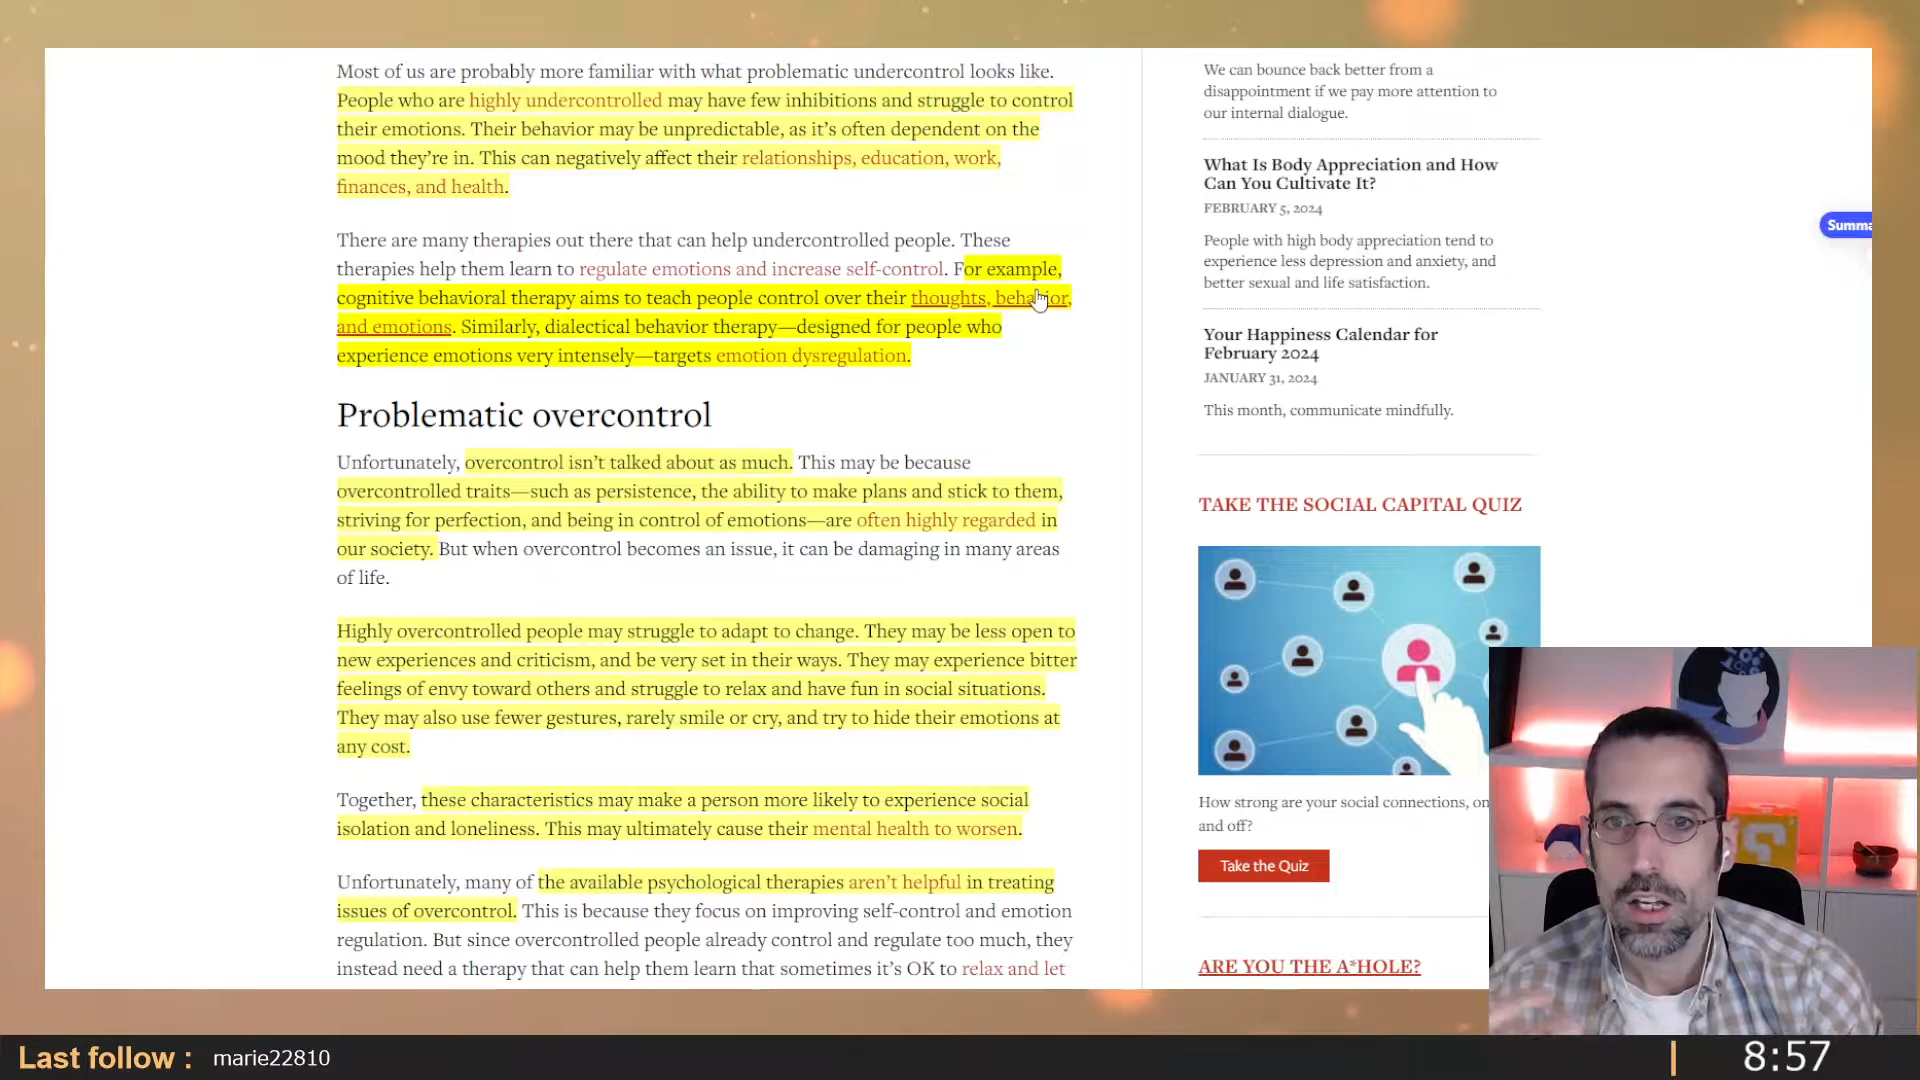 Most of us are probably more familiar with what problematic undercontrol looks like.
People who are highly undercontrolled may have few inhibitions and struggle to control
their emotions. Their behavior may be unpredictable, as it’s often dependent on the
mood they’re in. This can negatively affect their relationships, education, work,
finances, and health.
There are many therapies out there that can help undercontrolled people. These
therapies help them learn to regulate emotions and increase self-control. For example,
cognitive behavioral therapy aims to teach people control over their thoughts, behavior,
and emotions. Similarly, dialectical behavior therapy—designed for people who
experience emotions very intensely—targets emotion dysregulation.
Problematic overcontrol
Unfortunately, overcontrol isn’t talked about as much. This may be because
overcontrolled traits—such as persistence, the ability to make plans and stick to them,
striving for perfection, and being in control of emotions—are often highly regarded in
our society. But when overcontrol becomes an issue, it can be damaging in many areas
of life.
Highly overcontrolled people may struggle to adapt to change. They may be less open to
new experiences and criticism, and be very set in their ways. They may experience bitter
feelings of envy toward others and struggle to relax and have fun in social situations.
They may also use fewer gestures, rarely smile or cry, and try to hide their emotions at
any cost.
Together, these characteristics may make a person more likely to experience social
isolation and loneliness. This may ultimately cause their mental health to worsen.
Unfortunately, many of the available psychological therapies aren’t helpful in treating
issues of overcontrol. This is because they focus on improving self-control and emotion
regulation. But since overcontrolled people already control and regulate too much, they
instead need a therapy that can help them learn that sometimes it’s OK to relax and let
We can bounce back better from a
disappointment if we pay more attention to
our internal dialogue.
What Is Body Appreciation and How
Can You Cultivate It?
FEBRUARY 5, 2024
People with high body appreciation tend to
experience less depression and anxiety, and
better sexual and life satisfaction.
Your Happiness Calendar for
February 2024
JANUARY 31, 2024
This month, communicate mindfully.
TAKE THE SOCIAL CAPITAL QUIZ
How strong are your social connections, on
and off?
Take the Quiz
ARE YOU THE A*HOLE?
Summa
Last follow :
marie22810
8:57